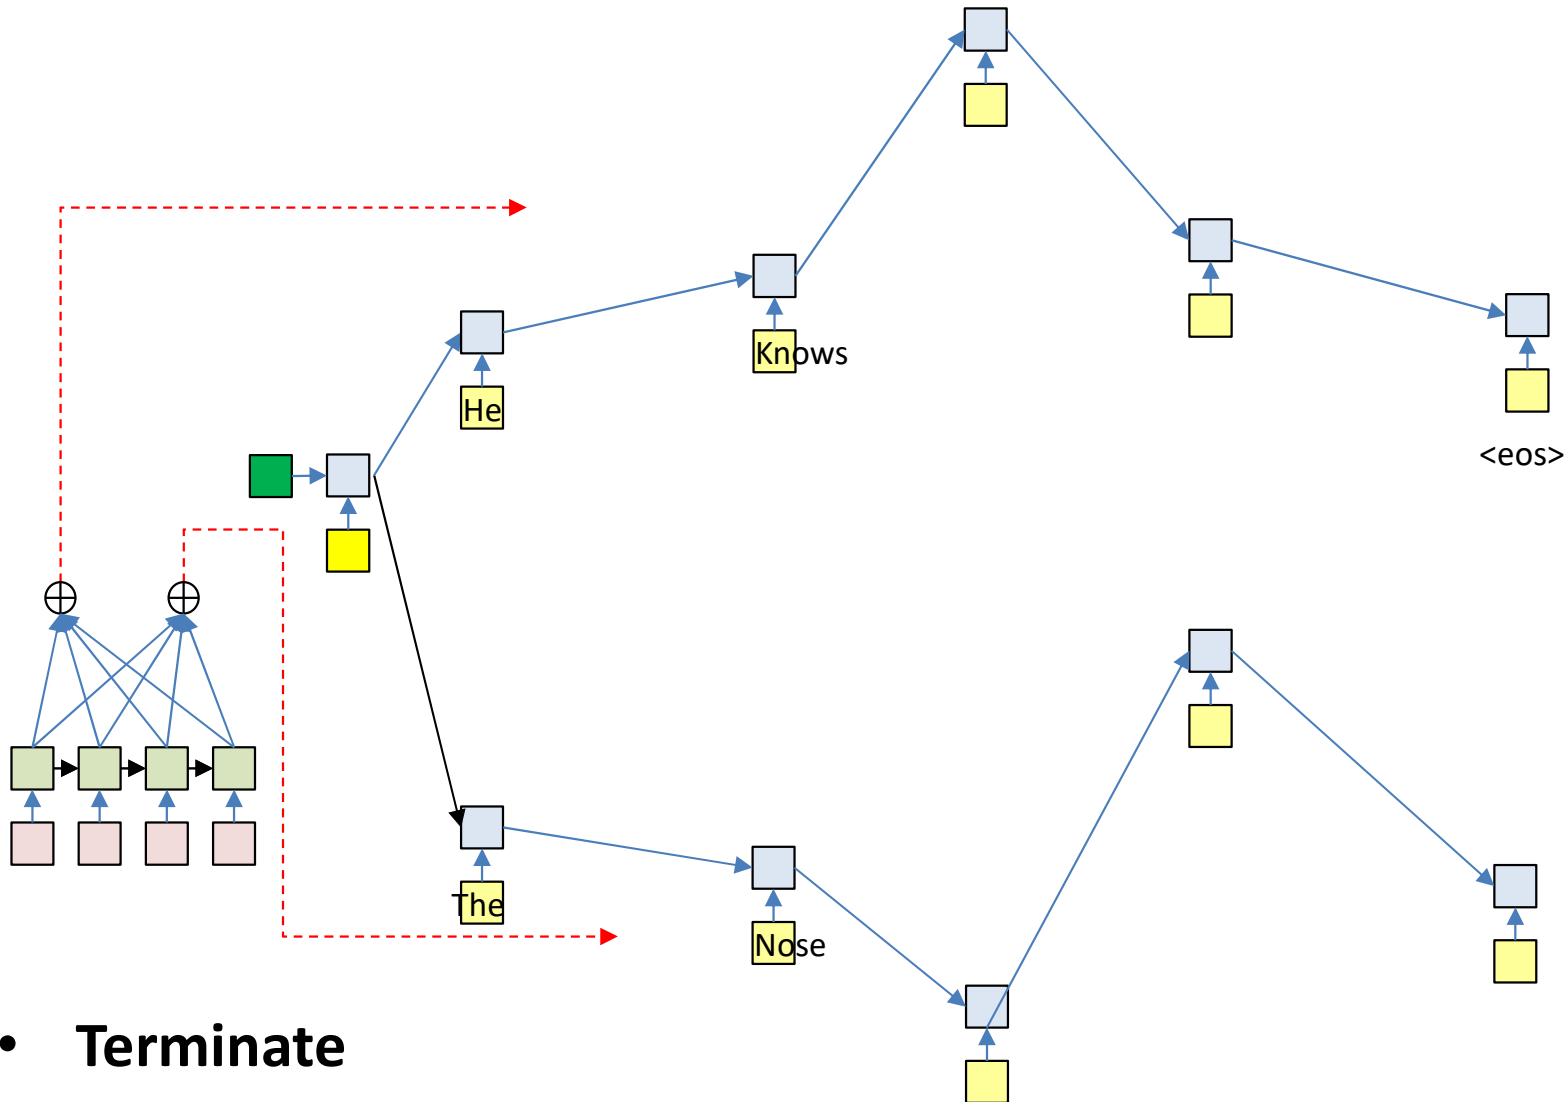 Knows
He
<eos>
The
Nose
• Terminate